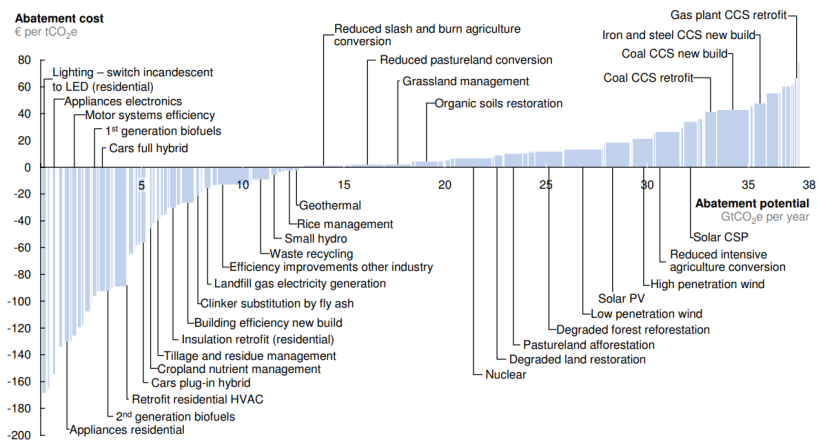 Abatement cost
€ per tCO₂e
Gas plant CCS retrofit
Reduced slash and burn agriculture
conversion
Iron and steel CCS new build
Coal CCS new build
Reduced pastureland conversion
Coal CCS retrofit
Grassland management
Organic soils restoration
Lighting – switch incandescent
to LED (residential)
Appliances electronics
Motor systems efficiency
1st generation biofuels
Cars full hybrid
80
60
40
20
0
-20
-40
-60
-80
-100
-120
-140
-160
-180
-200
5
10
15
20
25
30
35
38
Abatement potential
GtCO₂e per year
Geothermal
Rice management
Small hydro
Waste recycling
Efficiency improvements other industry
Landfill gas electricity generation
Clinker substitution by fly ash
Building efficiency new build
Insulation retrofit (residential)
Tillage and residue management
Cropland nutrient management
Cars plug-in hybrid
Retrofit residential HVAC
2nd generation biofuels
Appliances residential
Solar CSP
Reduced intensive
agriculture conversion
High penetration wind
Solar PV
Low penetration wind
Degraded forest reforestation
Pastureland afforestation
Degraded land restoration
Nuclear